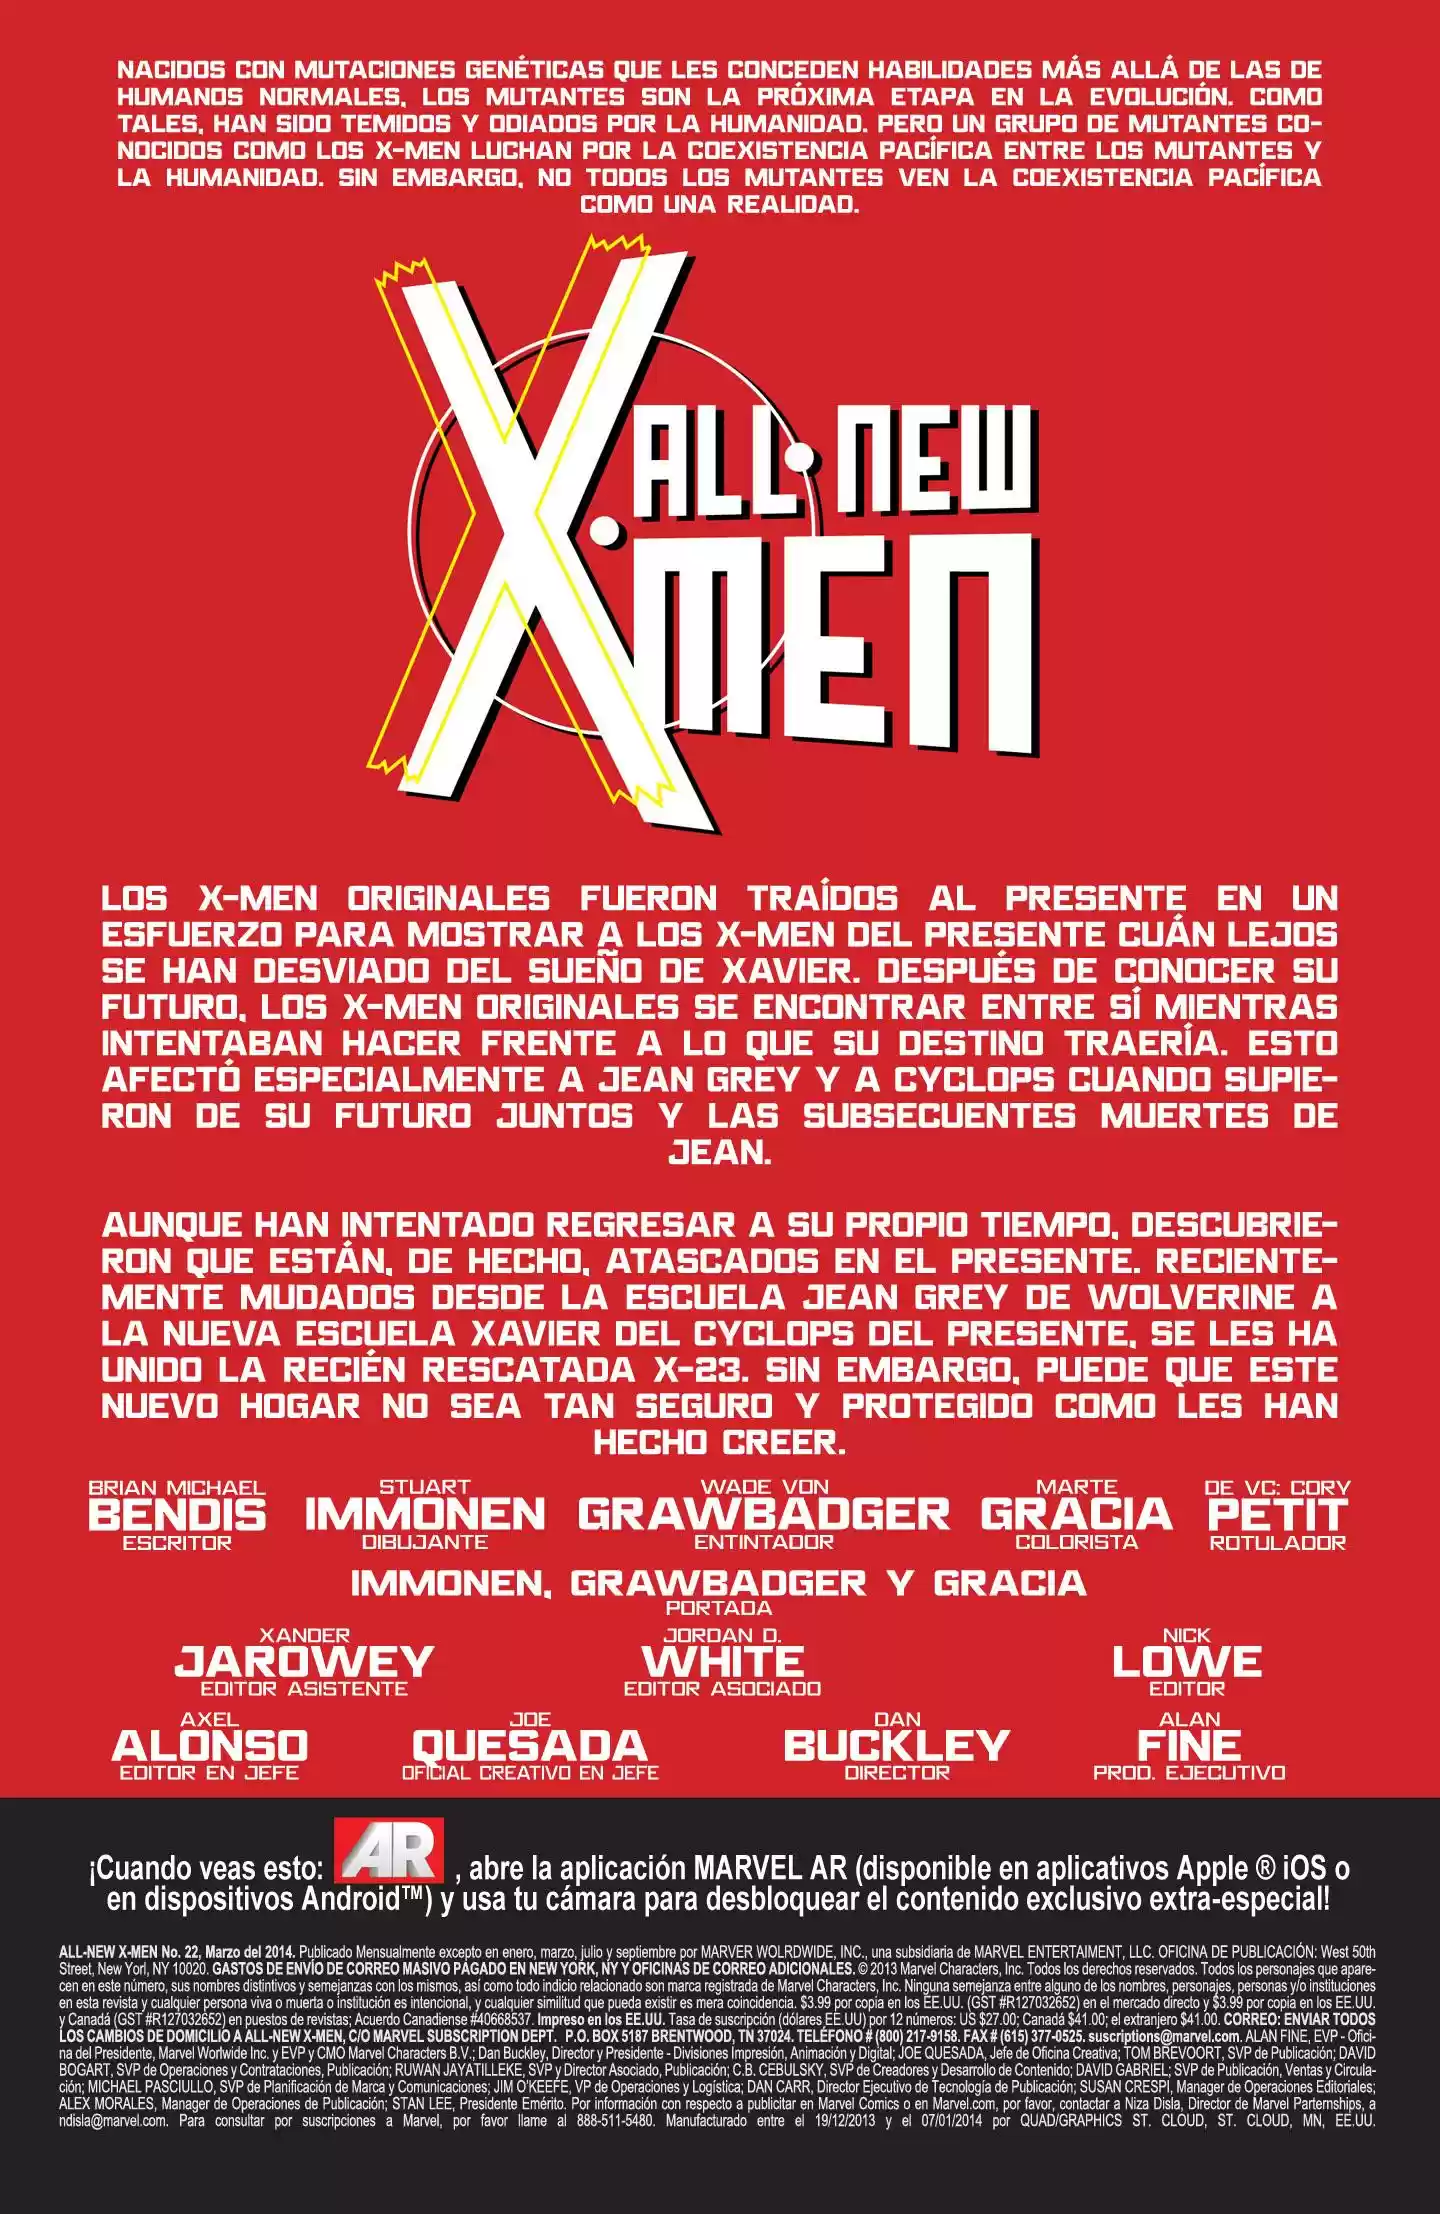 NACIDOS CON MUTACIONES GENÉTICAS QUE LES CONCEDEN HABILIDADES MÁS ALLÁ DE LAS DE
HUMANOS NORMALES, LOS MUTANTES SON LA PRÓXIMA ETAPA EN LA EVOLUCIÓN. COMO
TALES, HAN SIDO TEMIDOS Y ODIADOS POR LA HUMANIDAD. PERO UN GRUPO DE MUTANTES CO-
NOCIDOS COMO LOS X-MEN LUCHAN POR LA COEXISTENCIA PACÍFICA ENTRE LOS MUTANTES Y
LA HUMANIDAD. SIN EMBARGO, NO TODOS LOS MUTANTES VEN LA COEXISTENCIA PACÍFICA
COMO UNA REALIDAD.
X ALL·NEW
X·MEN
LOS X-MEN ORIGINALES FUERON TRAÍDOS AL PRESENTE EN UN
ESFUERZO PARA MOSTRAR A LOS X-MEN DEL PRESENTE CUÁN LEJOS
SE HAN DESVIADO DEL SUEÑO DE XAVIER. DESPUÉS DE CONOCER SU
FUTURO, LOS X-MEN ORIGINALES SE ENCONTRAR ENTRE SÍ MIENTRAS
INTENTABAN HACER FRENTE A LO QUE SU DESTINO TRAERÍA. ESTO
AFECTÓ ESPECIALMENTE A JEAN GREY Y A CYCLOPS CUANDO SUPIE-
RON DE SU FUTURO JUNTOS Y LAS SUBSECUENTES MUERTES DE
JEAN.
AUNQUE HAN INTENTADO REGRESAR A SU PROPIO TIEMPO, DESCUBRIE-
RON QUE ESTÁN, DE HECHO, ATASCADOS EN EL PRESENTE. RECIENTE-
MENTE MUDADOS DESDE LA ESCUELA JEAN GREY DE WOLVERINE A
LA NUEVA ESCUELA XAVIER DEL CYCLOPS DEL PRESENTE, SE LES HA
UNIDO LA RECIÉN RESCATADA X-23. SIN EMBARGO, PUEDE QUE ESTE
NUEVO HOGAR NO SEA TAN SEGURO Y PROTEGIDO COMO LES HAN
HECHO CREER.
BRIAN MICHAEL STUART WADE VON MARTE DE VC: CORY
BENDIS IMMONEN GRAWBADGER GRACIA PETIT
ESCRITOR DIBUJANTE ENTINTADOR COLORISTA ROTULADOR
IMMONEN, GRAWBADGER Y GRACIA
PORTADA
XANDER JORDAN D. NICK
JAROWEY WHITE LOWE
EDITOR ASISTENTE EDITOR ASOCIADO EDITOR
AXEL JOE DAN ALAN
ALONSO QUESADA BUCKLEY FINE
EDITOR EN JEFE OFICIAL CREATIVO EN JEFE DIRECTOR PROD. EJECUTIVO
¡Cuando veas esto: AR , abre la aplicación MARVEL AR (disponible en aplicativos Apple ® iOS o
en dispositivos Android™) y usa tu cámara para desbloquear el contenido exclusivo extra-especial!
ALL-NEW X-MEN No. 22, Marzo del 2014. Publicado Mensualmente excepto en enero, marzo, julio y septiembre por MARVER WOLRDWIDE, INC., una subsidiaria de MARVEL ENTERTAIMENT, LLC. OFICINA DE PUBLICACIÓN: West 50th
Street, New Yorl, NY 10020. GASTOS DE ENVÍO DE CORREO MASIVO PAGADO EN NEW YORK, NY Y OFICINAS DE CORREO ADICIONALES. © 2013 Marvel Characters, Inc. Todos los derechos reservados. Todos los personajes que apare-
cen en este número, sus nombres distintivos y semejanzas con los mismos, así como todo indicio relacionado son marca registrada de Marvel Characters, Inc. Ninguna semejanza entre alguno de los nombres, personajes, personas y/o instituciones
en esta revista y cualquier persona viva o muerta o institución es intencional, y cualquier similitud que pueda existir es mera coincidencia. $3.99 por copia en los EE.UU. (GST #R127032652) en el mercado directo y $3.99 por copia en los EE.UU.
y Canadá (GST #R127032652) en puestos de revistas; Acuerdo Canadiense #40668537. Impreso en los EE.UU. Tasa de suscripción (dólares EE.UU) por 12 números: US $27.00; Canadá $41.00; el extranjero $41.00. CORREO: ENVIAR TODOS
LOS CAMBIOS DE DOMICILIO A ALL-NEW X-MEN, C/O MARVEL SUBSCRIPTION DEPT. P.O. BOX 5187 BRENTWOOD, TN 37024. TELÉFONO # (800) 217-9158. FAX # (615) 377-0525. suscriptions@marvel.com. ALAN FINE, EVP - Ofici-
na del Presidente, Marvel Worlwide Inc. y EVP y CMO Marvel Characters B.V.; Dan Buckley, Director y Presidente - Divisiones Impresión, Animación y Digital; JOE QUESADA, Jefe de Oficina Creativa; TOM BREVOORT, SVP de Publicación; DAVID
BOGART, SVP de Operaciones y Contrataciones, Publicación; RUWAN JAYATILLEKE, SVP y Director Asociado, Publicación; C.B. CEBULSKY, SVP de Creadores y Desarrollo de Contenido; DAVID GABRIEL; SVP de Publicación, Ventas y Circula-
ción; MICHAEL PASCIULLO, SVP de Planificación de Marca y Comunicaciones; JIM O'KEEFE, VP de Operaciones y Logística; DAN CARR, Director Ejecutivo de Tecnología de Publicación; SUSAN CRESPI, Manager de Operaciones Editoriales;
ALEX MORALES, Manager de Operaciones de Publicación; STAN LEE, Presidente Emérito. Por información con respecto a publicitar en Marvel Comics o en Marvel.com, por favor, contactar a Niza Disla, Director de Marvel Parternships, a
ndisla@marvel.com. Para consultar por suscripciones a Marvel, por favor llame al 888-511-5480. Manufacturado entre el 19/12/2013 y el 07/01/2014 por QUAD/GRAPHICS ST. CLOUD, ST. CLOUD, MN, EE.UU.